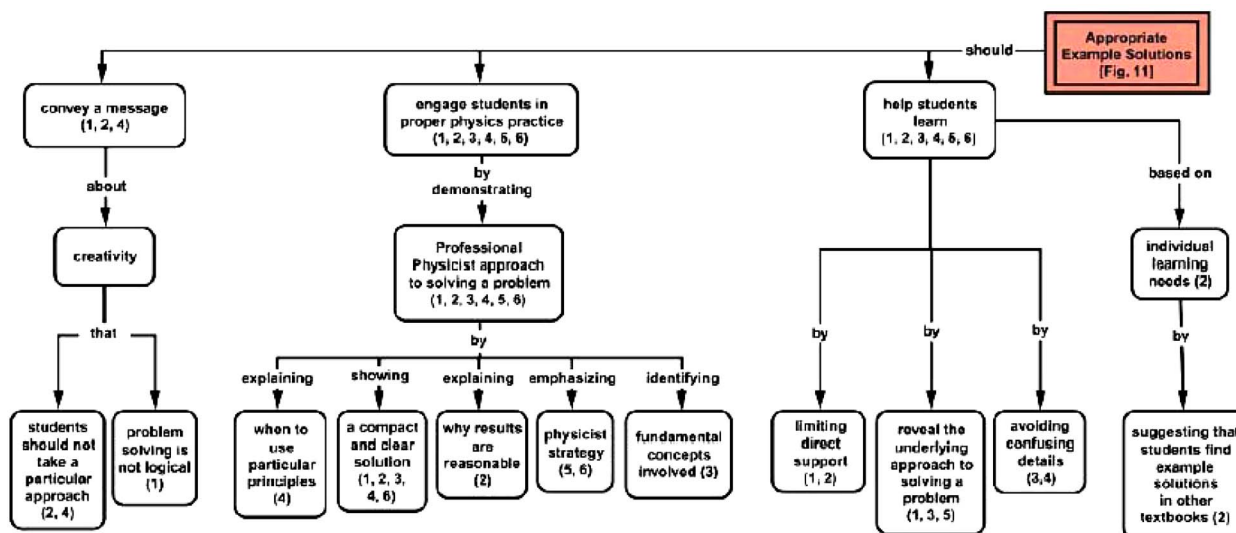 should
Appropriate
Example Solutions
[Fig. 11]
convey a message
(1, 2, 4)
engage students in
proper physics practice
(1, 2, 3, 4, 5, 6)
help students
learn
(1, 2, 3, 4, 5, 6)
about
by
demonstrating
based on
creativity
Professional
Physicist approach
to solving a problem
(1, 2, 3, 4, 5, 6)
individual
learning
needs (2)
that
by
by
by
by
by
explaining
showing
explaining
emphasizing
identifying
students
should not
take a
particular
approach
(2, 4)
problem
solving is
not logical
(1)
when to
use
particular
principles
(4)
a compact
and clear
solution
(1, 2, 3,
4, 6)
why results
are
reasonable
(2)
physicist
strategy
(5, 6)
fundamental
concepts
involved (3)
limiting
direct
support
(1, 2)
reveal the
underlying
approach to
solving a
problem
(1, 3, 5)
avoiding
confusing
details
(3,4)
suggesting that
students find
example
solutions
in other
textbooks (2)